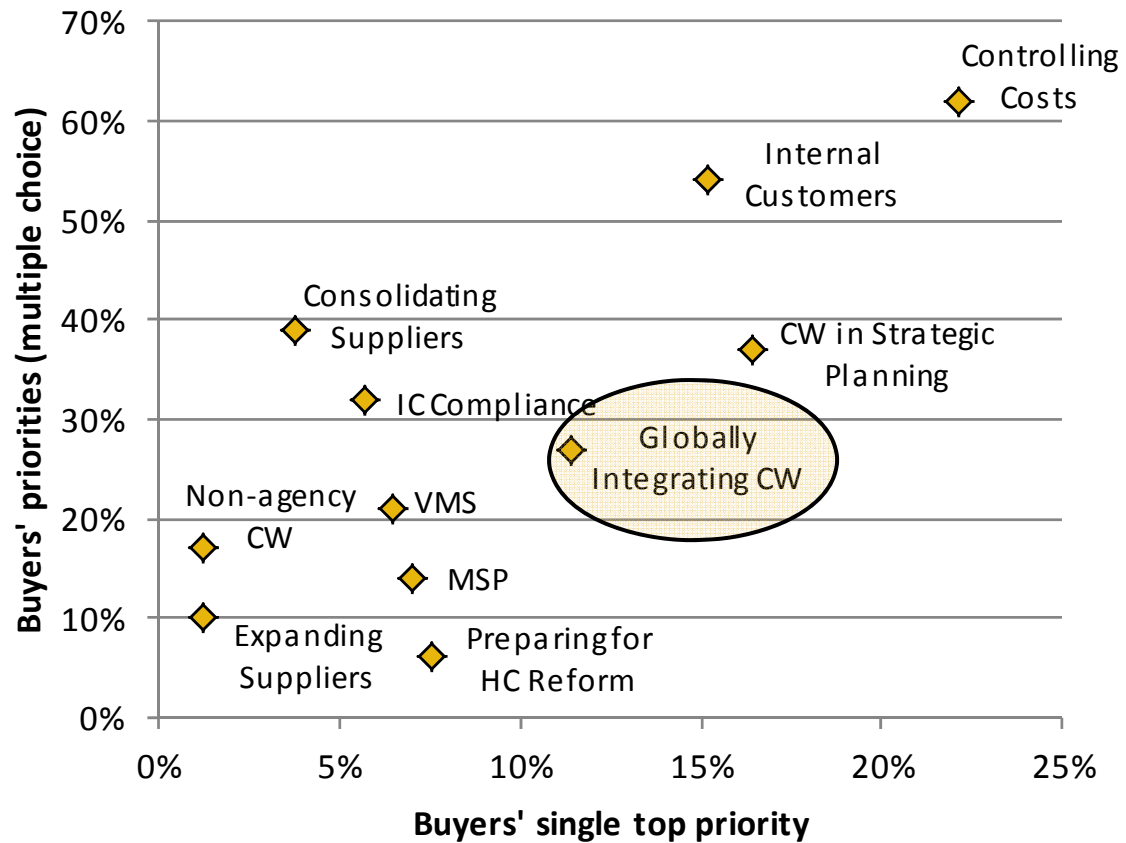 70%
60%
50%
40%
30%
20%
10%
0%
Buyers' priorities (multiple choice)
Controlling
Costs
Internal
Customers
Consolidating
Suppliers
CW in Strategic
Planning
IC Compliance
Globally
Integrating CW
Non-agency
CW
VMS
MSP
Expanding
Suppliers
Preparing for
HC Reform
0% 5% 10% 15% 20% 25%
Buyers' single top priority